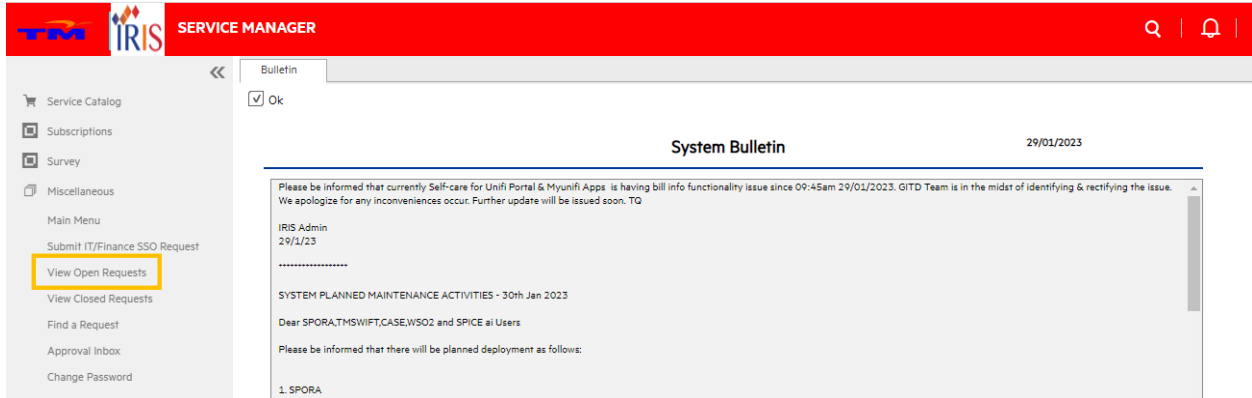 TM IRIS SERVICE MANAGER
Bulletin
Ok
Service Catalog
Subscriptions
Survey
Miscellaneous
Main Menu
Submit IT/Finance SSO Request
View Open Requests
View Closed Requests
Find a Request
Approval Inbox
Change Password
System Bulletin
29/01/2023
Please be informed that currently Self-care for Unifi Portal & Myunifi Apps is having bill info functionality issue since 09:45am 29/01/2023. GITD Team is in the midst of identifying & rectifying the issue.
We apologize for any inconveniences occur. Further update will be issued soon. TQ
IRIS Admin
29/1/23
------------------
SYSTEM PLANNED MAINTENANCE ACTIVITIES - 30th Jan 2023
Dear SPORA,TMSWIFT,CASE,WSO2 and SPICE ai Users
Please be informed that there will be planned deployment as follows:
1. SPORA